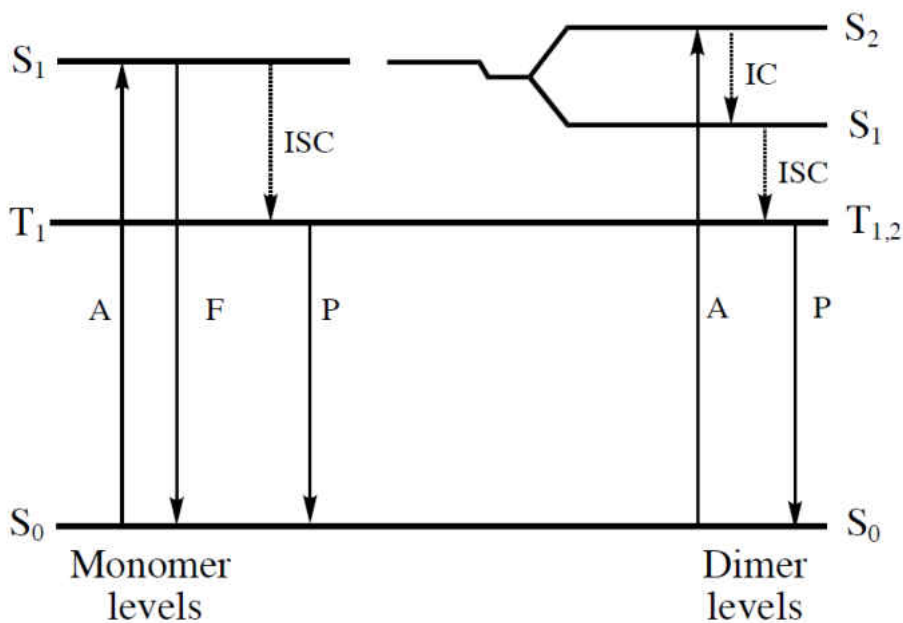 S₂
S₁
IC
S₁
ISC
ISC
T₁
T₁,₂
A
F
P
A
P
S₀
S₀
Monomer
levels
Dimer
levels